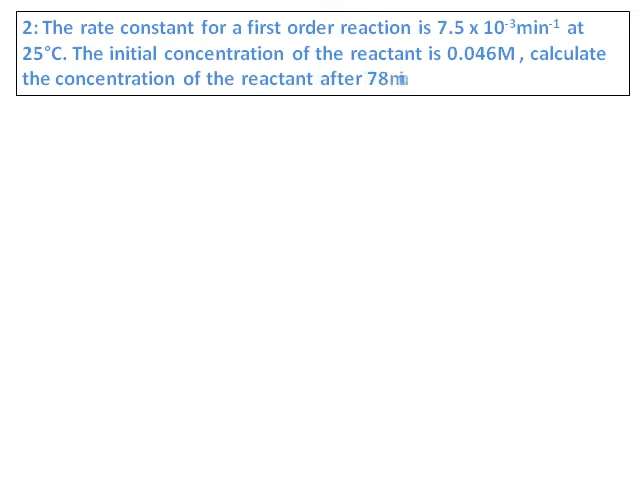 2: The rate constant for a first order reaction is 7.5 x 10⁻³min⁻¹ at
25°C. The initial concentration of the reactant is 0.046M , calculate
the concentration of the reactant after 78min